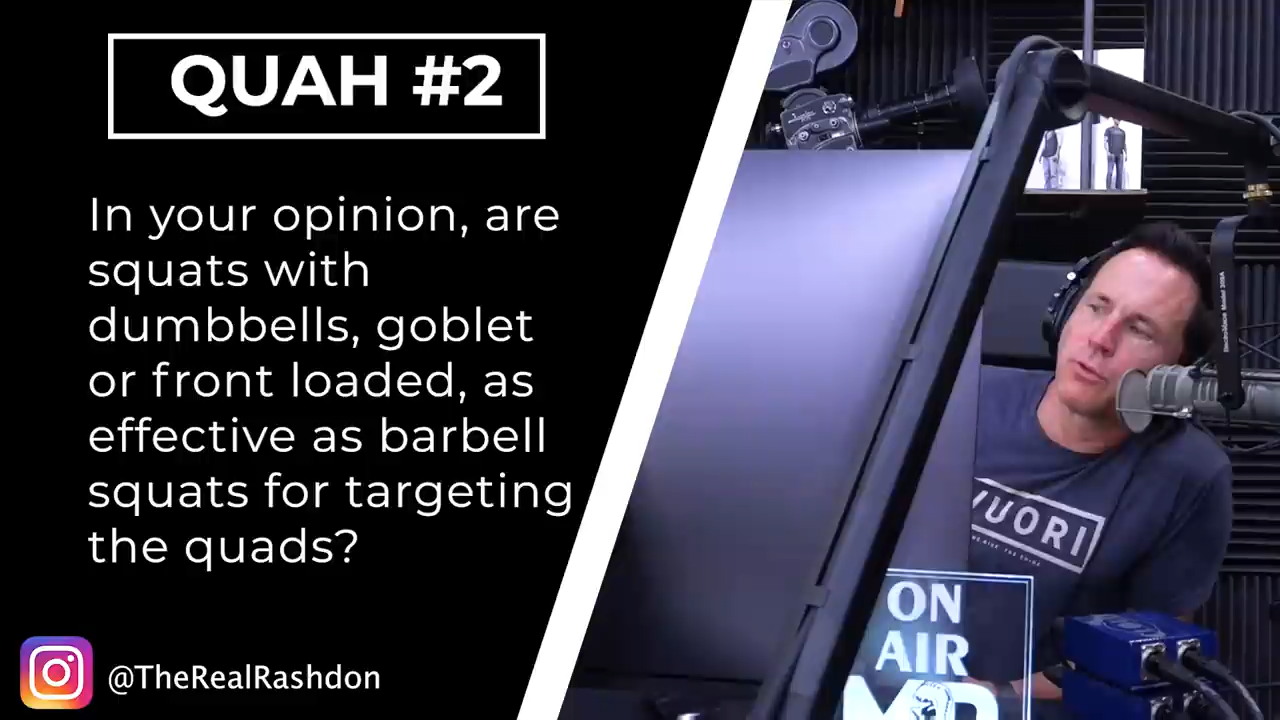 QUAH #2
In your opinion, are
squats with
dumbbells, goblet
or front loaded, as
effective as barbell
squats for targeting
the quads?
@TheRealRashdon
VUORI
ON
AIR